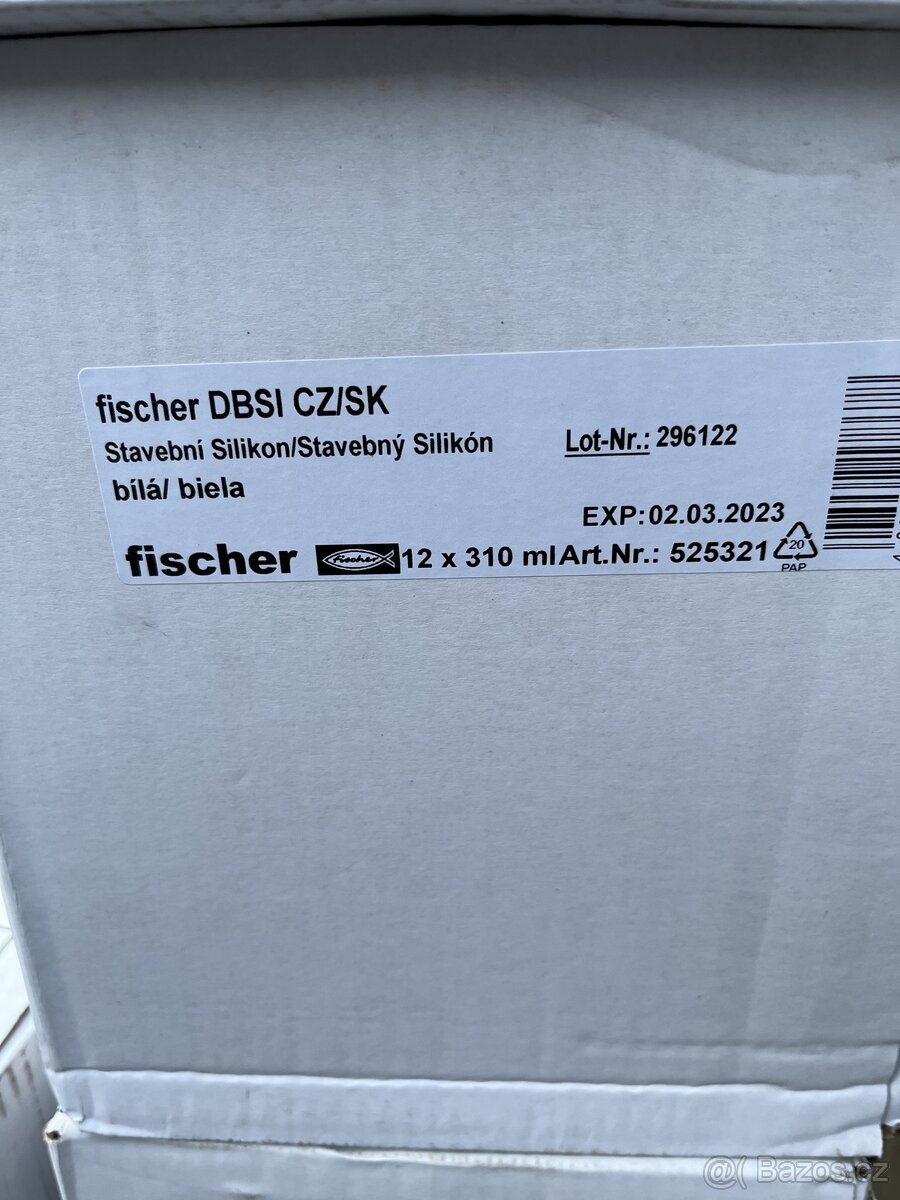 fischer DBSI CZ/SK
Stavební Silikon/Stavebný Silikón
bílá/ biela
Lot-Nr.: 296122
EXP: 02.03.2023
fischer fischer 12 x 310 ml Art.Nr.: 525321
20
PAP
@( Bazos.cz